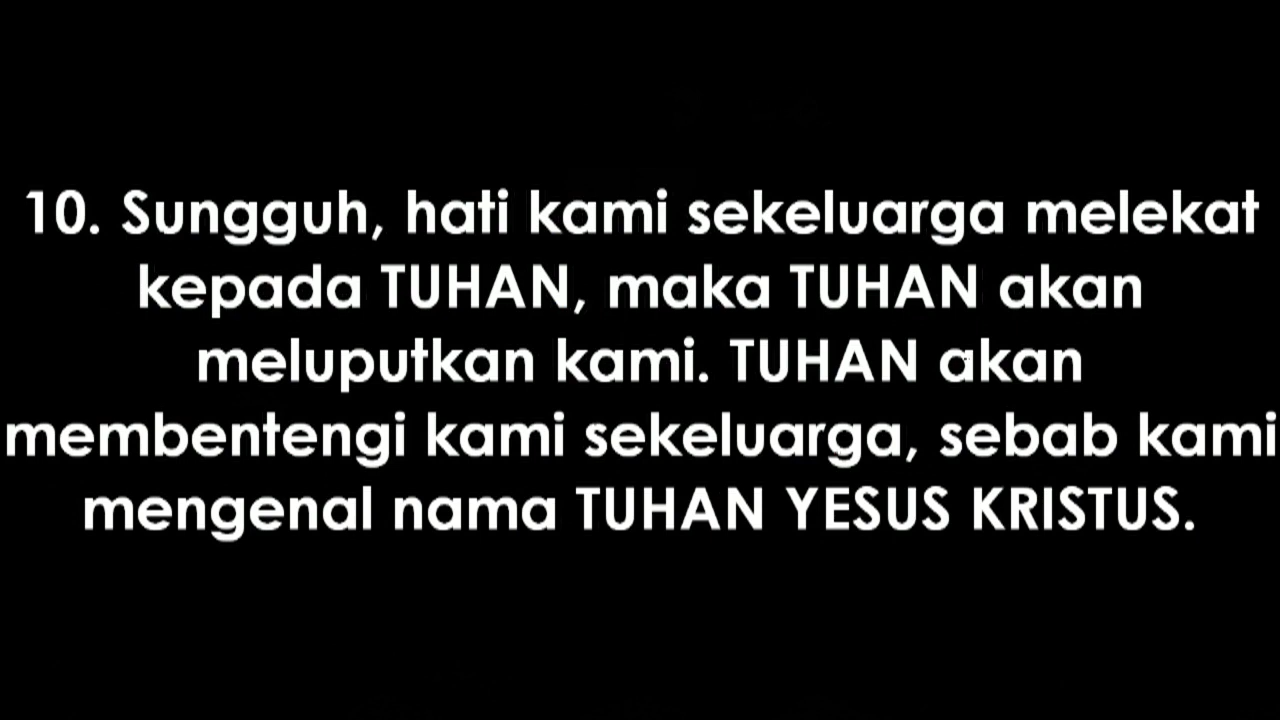 10. Sungguh, hati kami sekeluarga melekat
kepada TUHAN, maka TUHAN akan
meluputkan kami. TUHAN akan
membentengi kami sekeluarga, sebab kami
mengenal nama TUHAN YESUS KRISTUS.